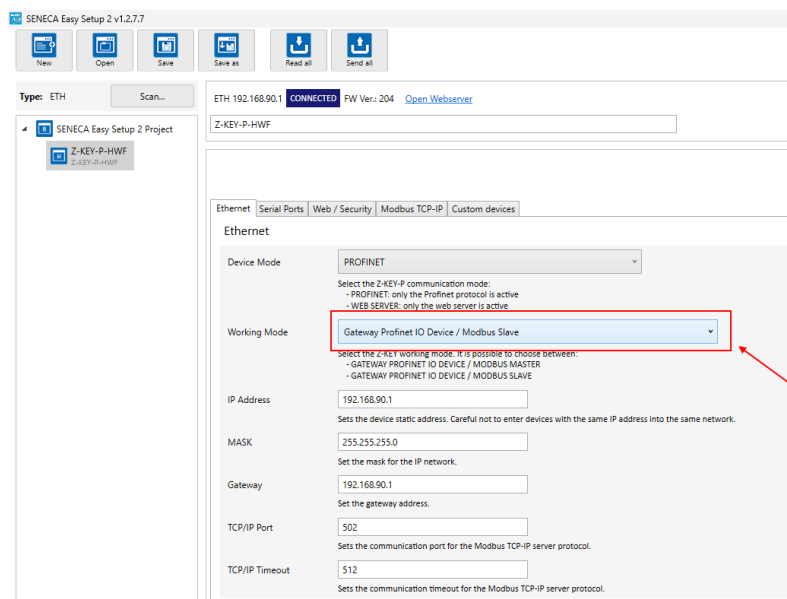 SENECA Easy Setup 2 v1.2.7.7
New Open Save Save as Read all Send all
Type: ETH Scan...
ETH 192.168.90.1 CONNECTED FW Ver.: 204 Open Webserver
SENECA Easy Setup 2 Project
Z-KEY-P-HWF
Z-KEY-P-HWF
Z-KEY-P-HWF
Ethernet Serial Ports Web / Security Modbus TCP-IP Custom devices
Ethernet
Device Mode PROFINET
Select the Z-KEY-P communication mode:
- PROFINET: only the Profinet protocol is active
- WEB SERVER: only the web server is active
Working Mode Gateway Profinet IO Device / Modbus Slave
Select the Z-KEY working mode. It is possible to choose between:
- GATEWAY PROFINET IO DEVICE / MODBUS MASTER
- GATEWAY PROFINET IO DEVICE / MODBUS SLAVE
IP Address 192.168.90.1
Sets the device static address. Careful not to enter devices with the same IP address into the same network.
MASK 255.255.255.0
Set the mask for the IP network.
Gateway 192.168.90.1
Set the gateway address.
TCP/IP Port 502
Sets the communication port for the Modbus TCP-IP server protocol.
TCP/IP Timeout 512
Sets the communication timeout for the Modbus TCP-IP server protocol.